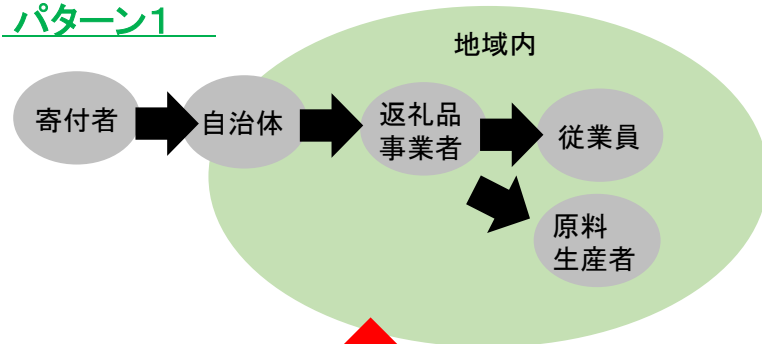 パターン１
地域内
寄付者
自治体
返礼品
事業者
従業員
原料
生産者